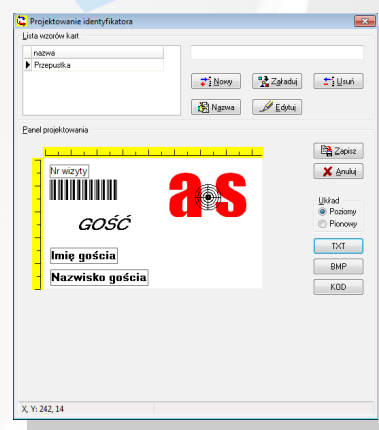 Projektowanie identyfikatora
Lista wzorów kart
nazwa
Przepustka
Nowy
Załaduj
Usuń
Nazwa
Edytuj
Panel projektowania
Zapisz
Anuluj
Nr wizyty
as
GOŚĆ
Imię gościa
Nazwisko gościa
Układ
Poziomy
Pionowy
TXT
BMP
KOD
X, Y: 242, 14